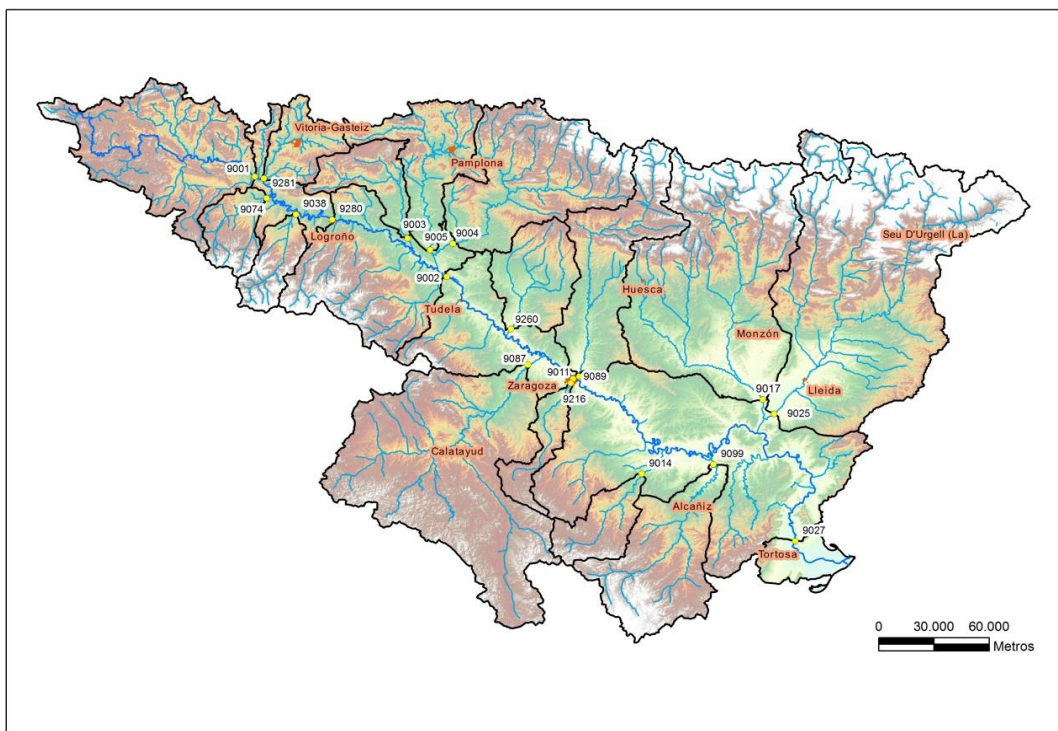 Vitoria-Gasteiz
Pamplona
9001
9281
9074
9038
9280
Logroño
9003
9005
9004
9002
Seu D'Urgell (La)
Huesca
Tudela
9260
Monzón
9087
9011
9089
Zaragoza
9216
9017
Lleida
9025
Calatayud
9014
9099
Alcañiz
9027
Tortosa
0 30.000 60.000
Metros